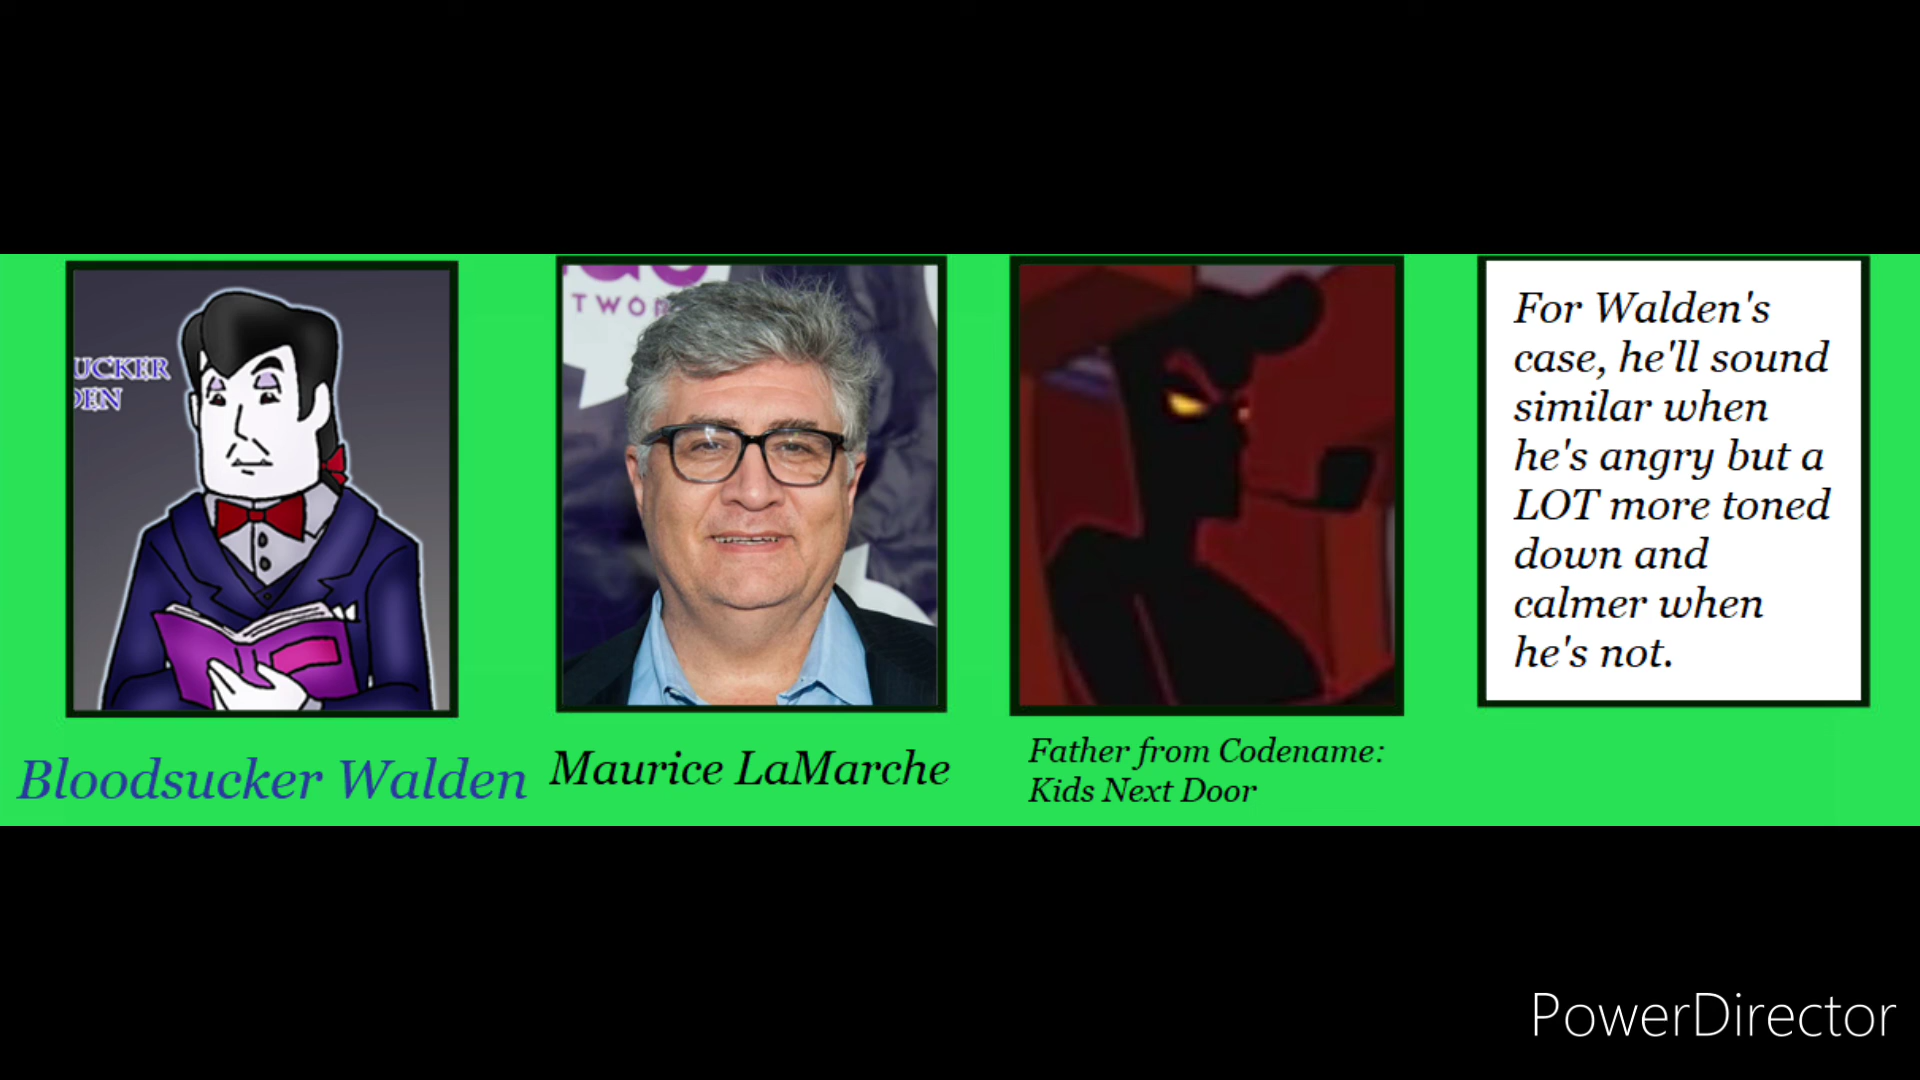 UCKER
DEN
TWOR
Bloodsucker Walden
Maurice LaMarche
Father from Codename:
Kids Next Door
For Walden's
case, he'll sound
similar when
he's angry but a
LOT more toned
down and
calmer when
he's not.
PowerDirector